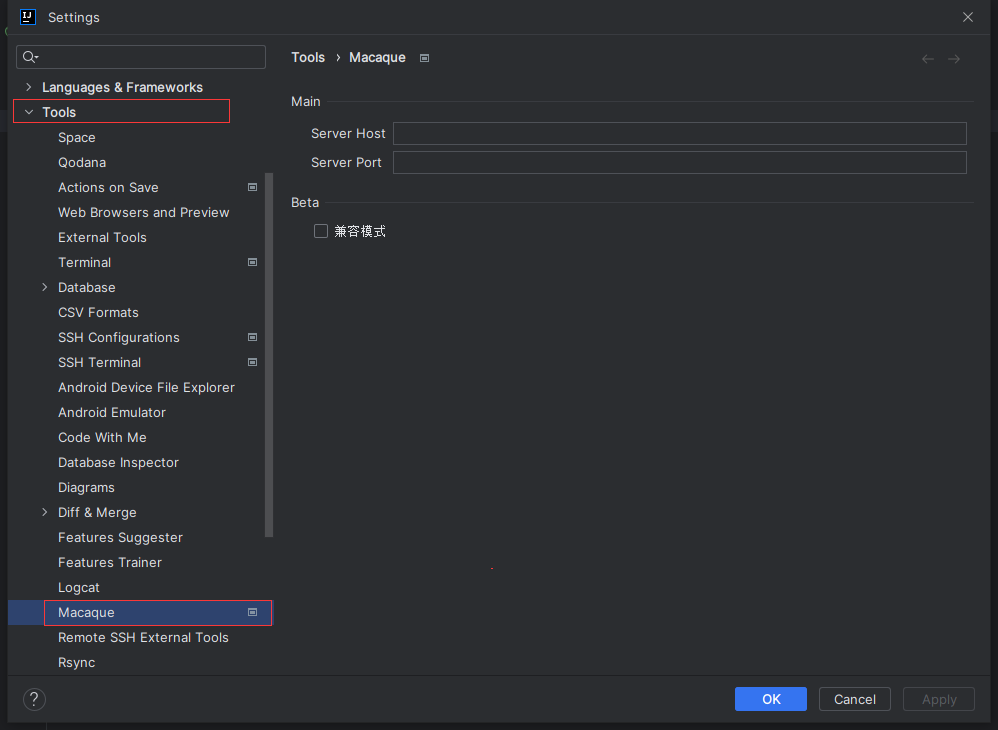 IJ
Settings
Languages & Frameworks
Tools
Space
Qodana
Actions on Save
Web Browsers and Preview
External Tools
Terminal
Database
CSV Formats
SSH Configurations
SSH Terminal
Android Device File Explorer
Android Emulator
Code With Me
Database Inspector
Diagrams
Diff & Merge
Features Suggester
Features Trainer
Logcat
Macaque
Remote SSH External Tools
Rsync
Tools › Macaque
Main
Server Host
Server Port
Beta
兼容模式
?
OK
Cancel
Apply